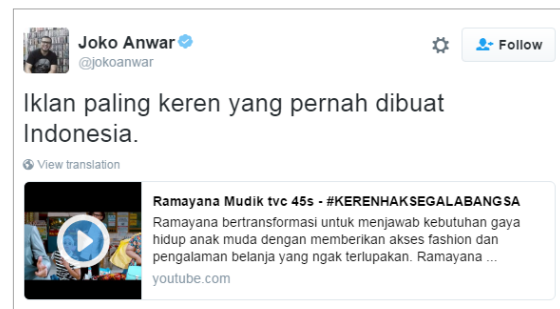 Joko Anwar
@jokoanwar
Follow
Iklan paling keren yang pernah dibuat
Indonesia.
View translation
Ramayana Mudik tvc 45s - #KERENHAKSEGALABANGSA
Ramayana bertransformasi untuk menjawab kebutuhan gaya
hidup anak muda dengan memberikan akses fashion dan
pengalaman belanja yang ngak terlupakan. Ramayana ...
youtube.com